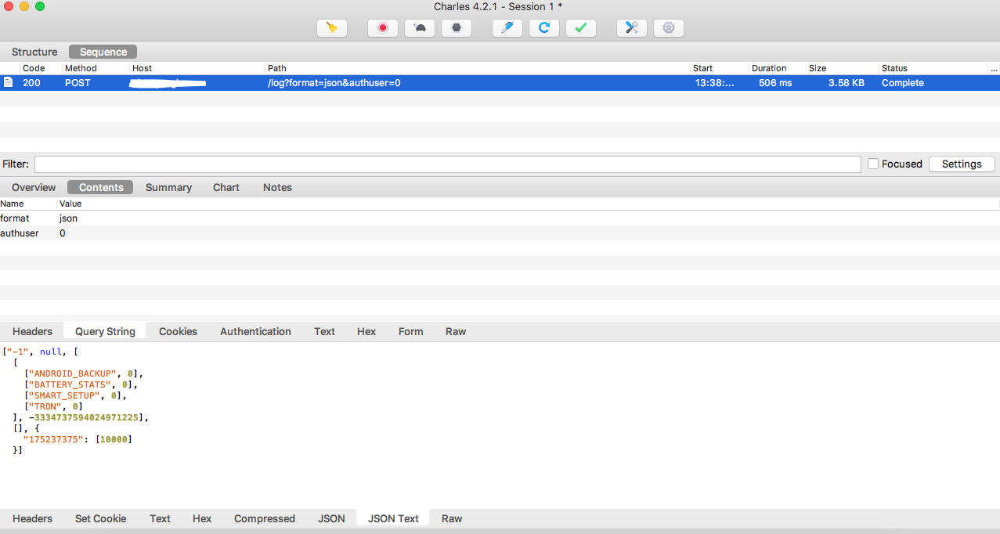 Charles 4.2.1 - Session 1 *
Structure Sequence
Code Method Host Path Start Duration Size Status ...
200 POST /log?format=json&authuser=0 13:38:... 506 ms 3.58 KB Complete
Filter: Focused Settings
Overview Contents Summary Chart Notes
Name Value
format json
authuser 0
Headers Query String Cookies Authentication Text Hex Form Raw
["-1", null, [
[
["ANDROID_BACKUP", 0],
["BATTERY_STATS", 0],
["SMART_SETUP", 0],
["TRON", 0]
], -3334737594024971225],
[], {
"175237375": [10000]
}]
Headers Set Cookie Text Hex Compressed JSON JSON Text Raw